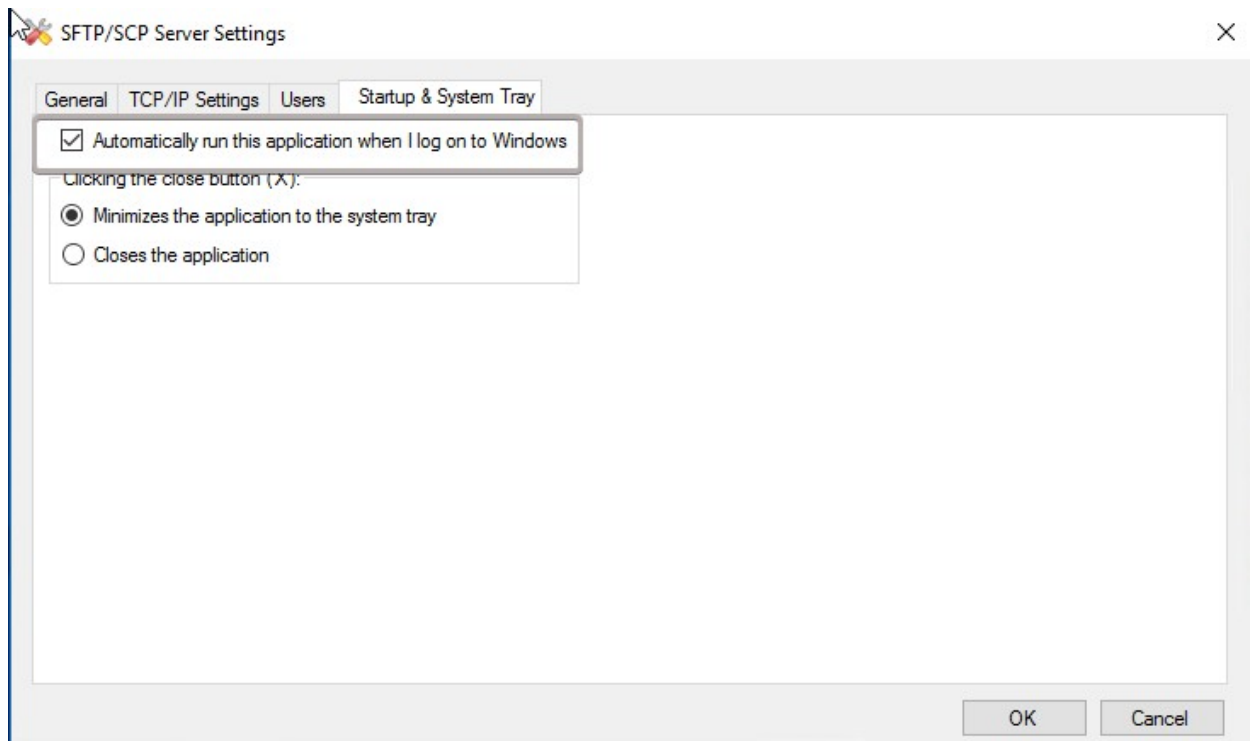 SFTP/SCP Server Settings
General TCP/IP Settings Users Startup & System Tray
Automatically run this application when I log on to Windows
Clicking the close button (X):
Minimizes the application to the system tray
Closes the application
OK Cancel